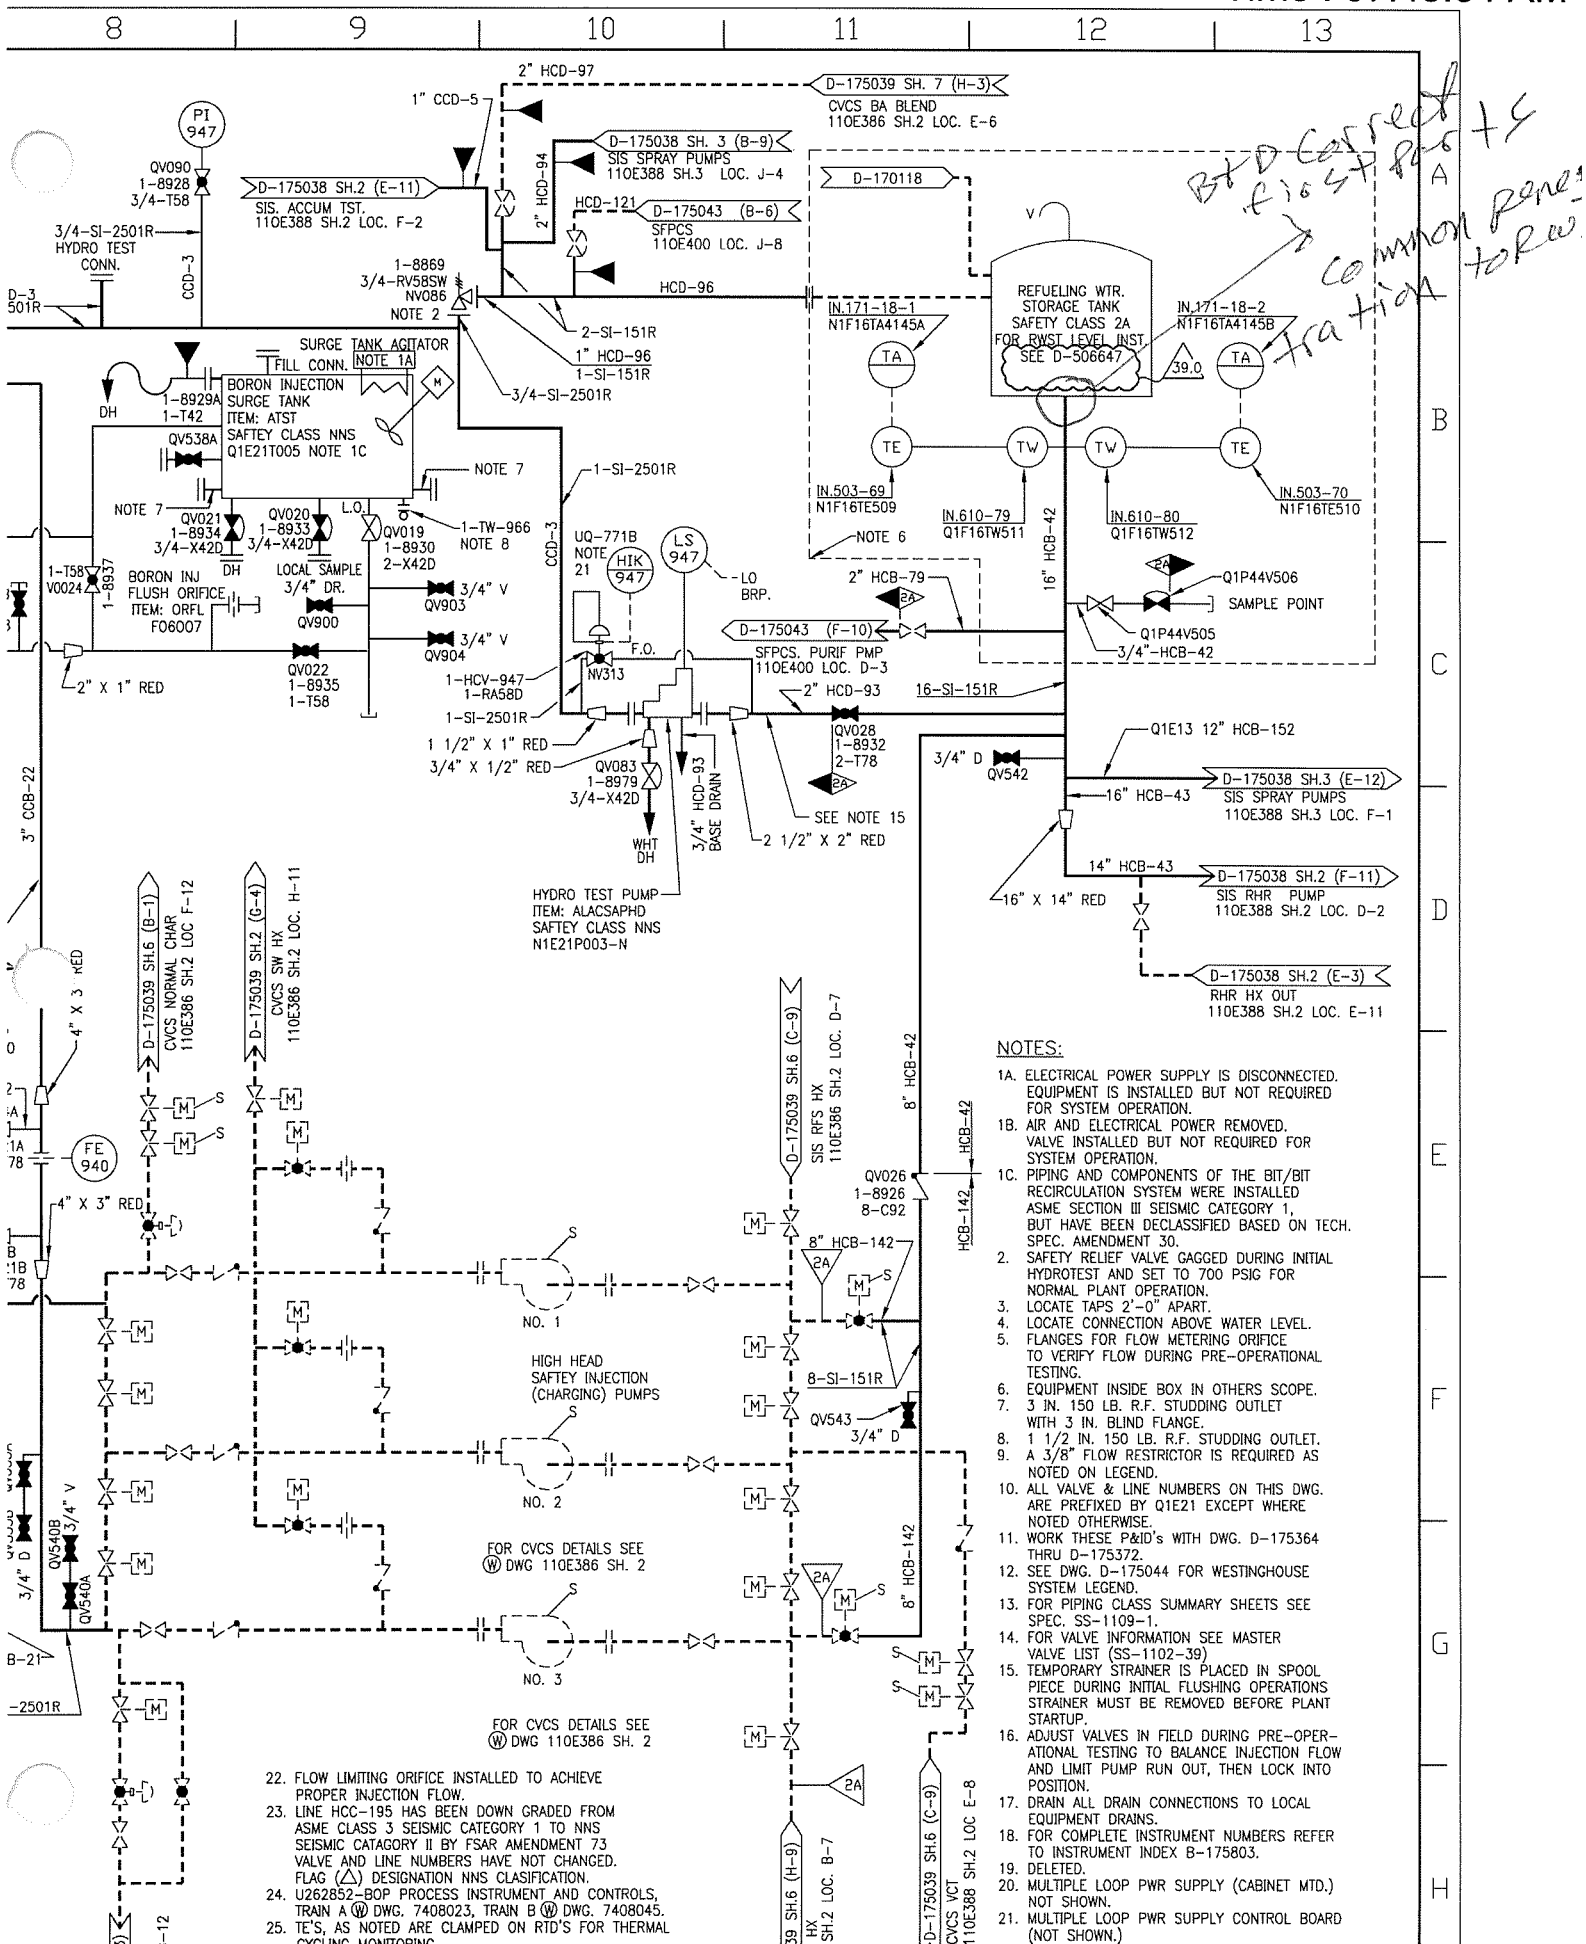 8
9
10
11
12
13
2" HCD-97
D-175039 SH. 7 (H-3)
CVCS BA BLEND
110E386 SH.2 LOC. E-6
1" CCD-5
PI
947
QV090
1-8928
3/4-T58
D-175038 SH.2 (E-11)
SIS. ACCUM TST.
110E388 SH.2 LOC. F-2
D-175038 SH. 3 (B-9)
SIS SPRAY PUMPS
110E388 SH.3 LOC. J-4
2" HCD-94
HCD-121
D-175043 (B-6)
SFPCS
110E400 LOC. J-8
D-170118
B&D Correct
first part is
common
tration to
A
V
3/4-SI-2501R
HYDRO TEST
CONN.
CCD-3
D-3
501R
1-8869
3/4-RV58SW
NV086
NOTE 2
HCD-96
2-SI-151R
1" HCD-96
1-SI-151R
3/4-SI-2501R
REFUELING WTR.
STORAGE TANK
SAFETY CLASS 2A
FOR RWST LEVEL INST.
SEE D-506647
39.0
IN.171-18-1
N1F16TA4145A
IN.171-18-2
N1F16TA4145B
TA
TA
SURGE TANK AGITATOR
FILL CONN.
NOTE 1A
M
BORON INJECTION
SURGE TANK
ITEM: ATST
SAFTEY CLASS NNS
Q1E21T005 NOTE 1C
DH
1-8929A
1-T42
QV538A
NOTE 7
NOTE 7
B
TE
TW
TW
TE
IN.503-69
N1F16TE509
IN.610-79
Q1F16TW511
IN.610-80
Q1F16TW512
IN.503-70
N1F16TE510
1-SI-2501R
CCD-3
QV021
1-8934
3/4-X42D
DH
QV020
1-8933
3/4-X42D
LOCAL SAMPLE
L.O.
QV019
1-8930
2-X42D
1-TW-966
NOTE 8
UQ-771B
NOTE
21
HIK
947
LS
947
LO
BRP.
NOTE 6
16" HCB-42
1-T58
V0024
1-8937
BORON INJ
FLUSH ORIFICE
ITEM: ORFL
F06007
3/4" DR.
QV900
3/4" V
QV903
3/4" V
QV904
QV022
1-8935
1-T58
2" X 1" RED
2" HCB-79
2A
D-175043 (F-10)
SFPCS. PURIF PMP
110E400 LOC. D-3
2A
Q1P44V506
SAMPLE POINT
Q1P44V505
3/4"-HCB-42
C
F.O.
NV313
1-HCV-947
1-RA58D
1-SI-2501R
1 1/2" X 1" RED
3/4" X 1/2" RED
QV083
1-8979
3/4-X42D
WHT
DH
3/4" HCD-93
BASE DRAIN
2" HCD-93
16-SI-151R
QV028
1-8932
2-T78
2A
SEE NOTE 15
2 1/2" X 2" RED
3/4" D
QV542
Q1E13 12" HCB-152
D-175038 SH.3 (E-12)
SIS SPRAY PUMPS
110E388 SH.3 LOC. F-1
16" HCB-43
14" HCB-43
16" X 14" RED
D-175038 SH.2 (F-11)
SIS RHR PUMP
110E388 SH.2 LOC. D-2
D
D-175038 SH.2 (E-3)
RHR HX OUT
110E388 SH.2 LOC. E-11
HYDRO TEST PUMP
ITEM: ALACSAPHD
SAFTEY CLASS NNS
N1E21P003-N
3" CCB-22
4" X 3" RED
D-175039 SH.6 (B-1)
CVCS NORMAL CHAR
110E386 SH.2 LOC F-12
D-175039 SH.2 (G-4)
CVCS SW HX
110E386 SH.2 LOC. H-11
D-175039 SH.6 (C-9)
SIS RFS HX
110E386 SH.2 LOC. D-7
8" HCB-42
HCB-42
HCB-142
E
M
S
M
S
M
M
FE
940
4" X 3" RED
QV026
1-8926
8-C92
8" HCB-142
2A
M
S
8-SI-151R
QV543
3/4" D
F
S
NO. 1
HIGH HEAD
SAFTEY INJECTION
(CHARGING) PUMPS
S
NO. 2
FOR CVCS DETAILS SEE
W DWG 110E386 SH. 2
S
NO. 3
FOR CVCS DETAILS SEE
W DWG 110E386 SH. 2
3/4" D
QV540B
3/4" V
QV540A
B-21
-2501R
8" HCB-142
2A
M
S
S
M
S
M
G
2A
H
D-175039 SH.6 (C-9)
CVCS VCT
110E388 SH.2 LOC E-8
39 SH.6 (H-9)
HX
SH.2 LOC. B-7
NOTES:
1A. ELECTRICAL POWER SUPPLY IS DISCONNECTED.
EQUIPMENT IS INSTALLED BUT NOT REQUIRED
FOR SYSTEM OPERATION.
1B. AIR AND ELECTRICAL POWER REMOVED.
VALVE INSTALLED BUT NOT REQUIRED FOR
SYSTEM OPERATION.
1C. PIPING AND COMPONENTS OF THE BIT/BIT
RECIRCULATION SYSTEM WERE INSTALLED
ASME SECTION III SEISMIC CATEGORY 1,
BUT HAVE BEEN DECLASSIFIED BASED ON TECH.
SPEC. AMENDMENT 30.
2. SAFETY RELIEF VALVE GAGGED DURING INITIAL
HYDROTEST AND SET TO 700 PSIG FOR
NORMAL PLANT OPERATION.
3. LOCATE TAPS 2'-0" APART.
4. LOCATE CONNECTION ABOVE WATER LEVEL.
5. FLANGES FOR FLOW METERING ORIFICE
TO VERIFY FLOW DURING PRE-OPERATIONAL
TESTING.
6. EQUIPMENT INSIDE BOX IN OTHERS SCOPE.
7. 3 IN. 150 LB. R.F. STUDDING OUTLET
WITH 3 IN. BLIND FLANGE.
8. 1 1/2 IN. 150 LB. R.F. STUDDING OUTLET.
9. A 3/8" FLOW RESTRICTOR IS REQUIRED AS
NOTED ON LEGEND.
10. ALL VALVE & LINE NUMBERS ON THIS DWG.
ARE PREFIXED BY Q1E21 EXCEPT WHERE
NOTED OTHERWISE.
11. WORK THESE P&ID's WITH DWG. D-175364
THRU D-175372.
12. SEE DWG. D-175044 FOR WESTINGHOUSE
SYSTEM LEGEND.
13. FOR PIPING CLASS SUMMARY SHEETS SEE
SPEC. SS-1109-1.
14. FOR VALVE INFORMATION SEE MASTER
VALVE LIST (SS-1102-39)
15. TEMPORARY STRAINER IS PLACED IN SPOOL
PIECE DURING INITIAL FLUSHING OPERATIONS
STRAINER MUST BE REMOVED BEFORE PLANT
STARTUP.
16. ADJUST VALVES IN FIELD DURING PRE-OPER-
ATIONAL TESTING TO BALANCE INJECTION FLOW
AND LIMIT PUMP RUN OUT, THEN LOCK INTO
POSITION.
17. DRAIN ALL DRAIN CONNECTIONS TO LOCAL
EQUIPMENT DRAINS.
18. FOR COMPLETE INSTRUMENT NUMBERS REFER
TO INSTRUMENT INDEX B-175803.
19. DELETED.
20. MULTIPLE LOOP PWR SUPPLY (CABINET MTD.)
NOT SHOWN.
21. MULTIPLE LOOP PWR SUPPLY CONTROL BOARD
(NOT SHOWN.)
22. FLOW LIMITING ORIFICE INSTALLED TO ACHIEVE
PROPER INJECTION FLOW.
23. LINE HCC-195 HAS BEEN DOWN GRADED FROM
ASME CLASS 3 SEISMIC CATEGORY 1 TO NNS
SEISMIC CATAGORY II BY FSAR AMENDMENT 73
VALVE AND LINE NUMBERS HAVE NOT CHANGED.
FLAG (△) DESIGNATION NNS CLASIFICATION.
24. U262852-BOP PROCESS INSTRUMENT AND CONTROLS,
TRAIN A W DWG. 7408023, TRAIN B W DWG. 7408045.
25. TE'S, AS NOTED ARE CLAMPED ON RTD'S FOR THERMAL
CYCLING MONITORING